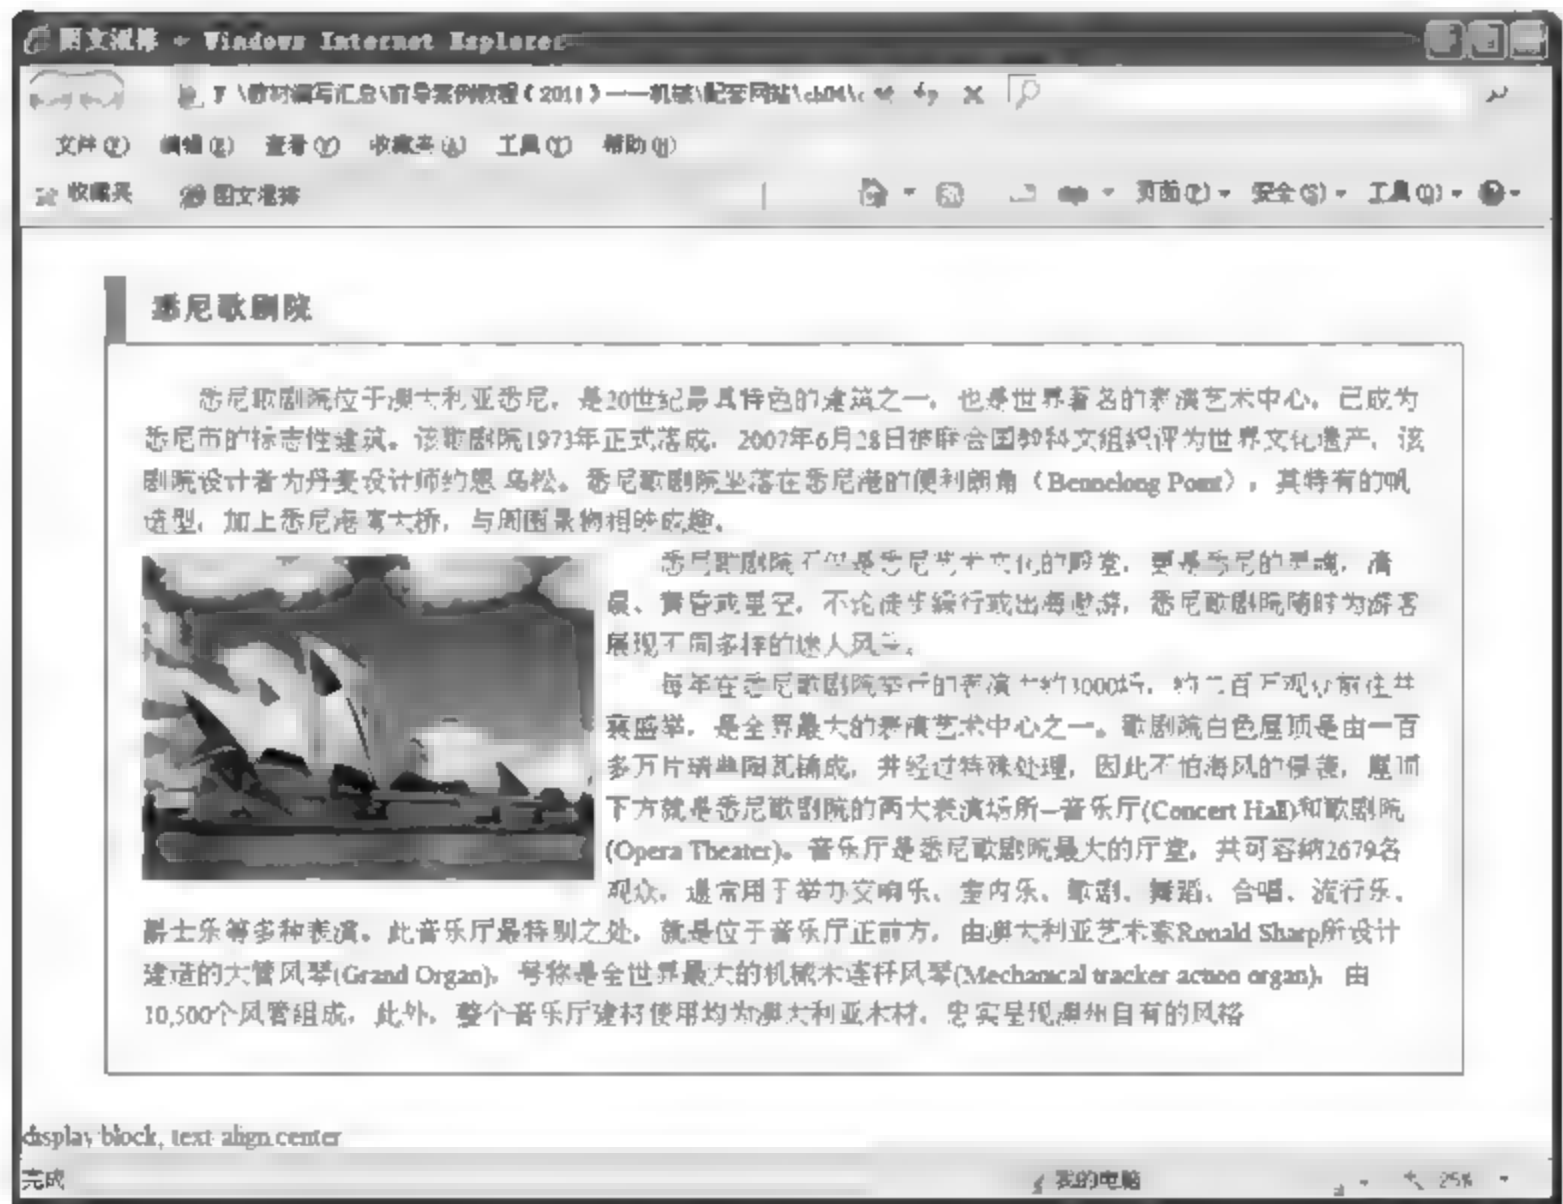 图文混排 - Windows Internet Explorer
F:\教材编写汇总\前导案例教程（2011）——机械\配套网站\ch04\c
文件(F) 编辑(E) 查看(V) 收藏夹(A) 工具(T) 帮助(H)
收藏夹 图文混排 页面(P) 安全(S) 工具(O)
悉尼歌剧院
悉尼歌剧院位于澳大利亚悉尼，是20世纪最具特色的建筑之一，也是世界著名的表演艺术中心，已成为
悉尼市的标志性建筑。该歌剧院1973年正式落成，2007年6月28日被联合国教科文组织评为世界文化遗产，该
剧院设计者为丹麦设计师约恩·乌松。悉尼歌剧院坐落在悉尼港的便利朗角（Bennelong Point），其特有的帆
造型，加上悉尼港湾大桥，与周围景物相映成趣。
悉尼歌剧院不仅是悉尼艺术文化的殿堂，更是悉尼的灵魂，清
晨、黄昏或星空，不论徒步缓行或出海遨游，悉尼歌剧院随时为游客
展现不同多样的迷人风采。
每年在悉尼歌剧院举行的表演大约3000场，约二百万观众前往共
襄盛举，是全界最大的表演艺术中心之一。歌剧院白色屋顶是由一百
多万片瑞典陶瓦铺成，并经过特殊处理，因此不怕海风的侵袭，屋顶
下方就是悉尼歌剧院的两大表演场所--音乐厅(Concert Hall)和歌剧院
(Opera Theater)。音乐厅是悉尼歌剧院最大的厅堂，共可容纳2679名
观众，通常用于举办交响乐、室内乐、歌剧、舞蹈、合唱、流行乐、
爵士乐等多种表演。此音乐厅最特别之处，就是位于音乐厅正前方，由澳大利亚艺术家Ronald Sharp所设计
建造的大管风琴(Grand Organ)，号称是全世界最大的机械木连杆风琴(Mechanical tracker action organ)，由
10,500个风管组成，此外，整个音乐厅建材使用均为澳大利亚木材，忠实呈现澳州自有的风格
display:block; text-align:center
完成 我的电脑 25%